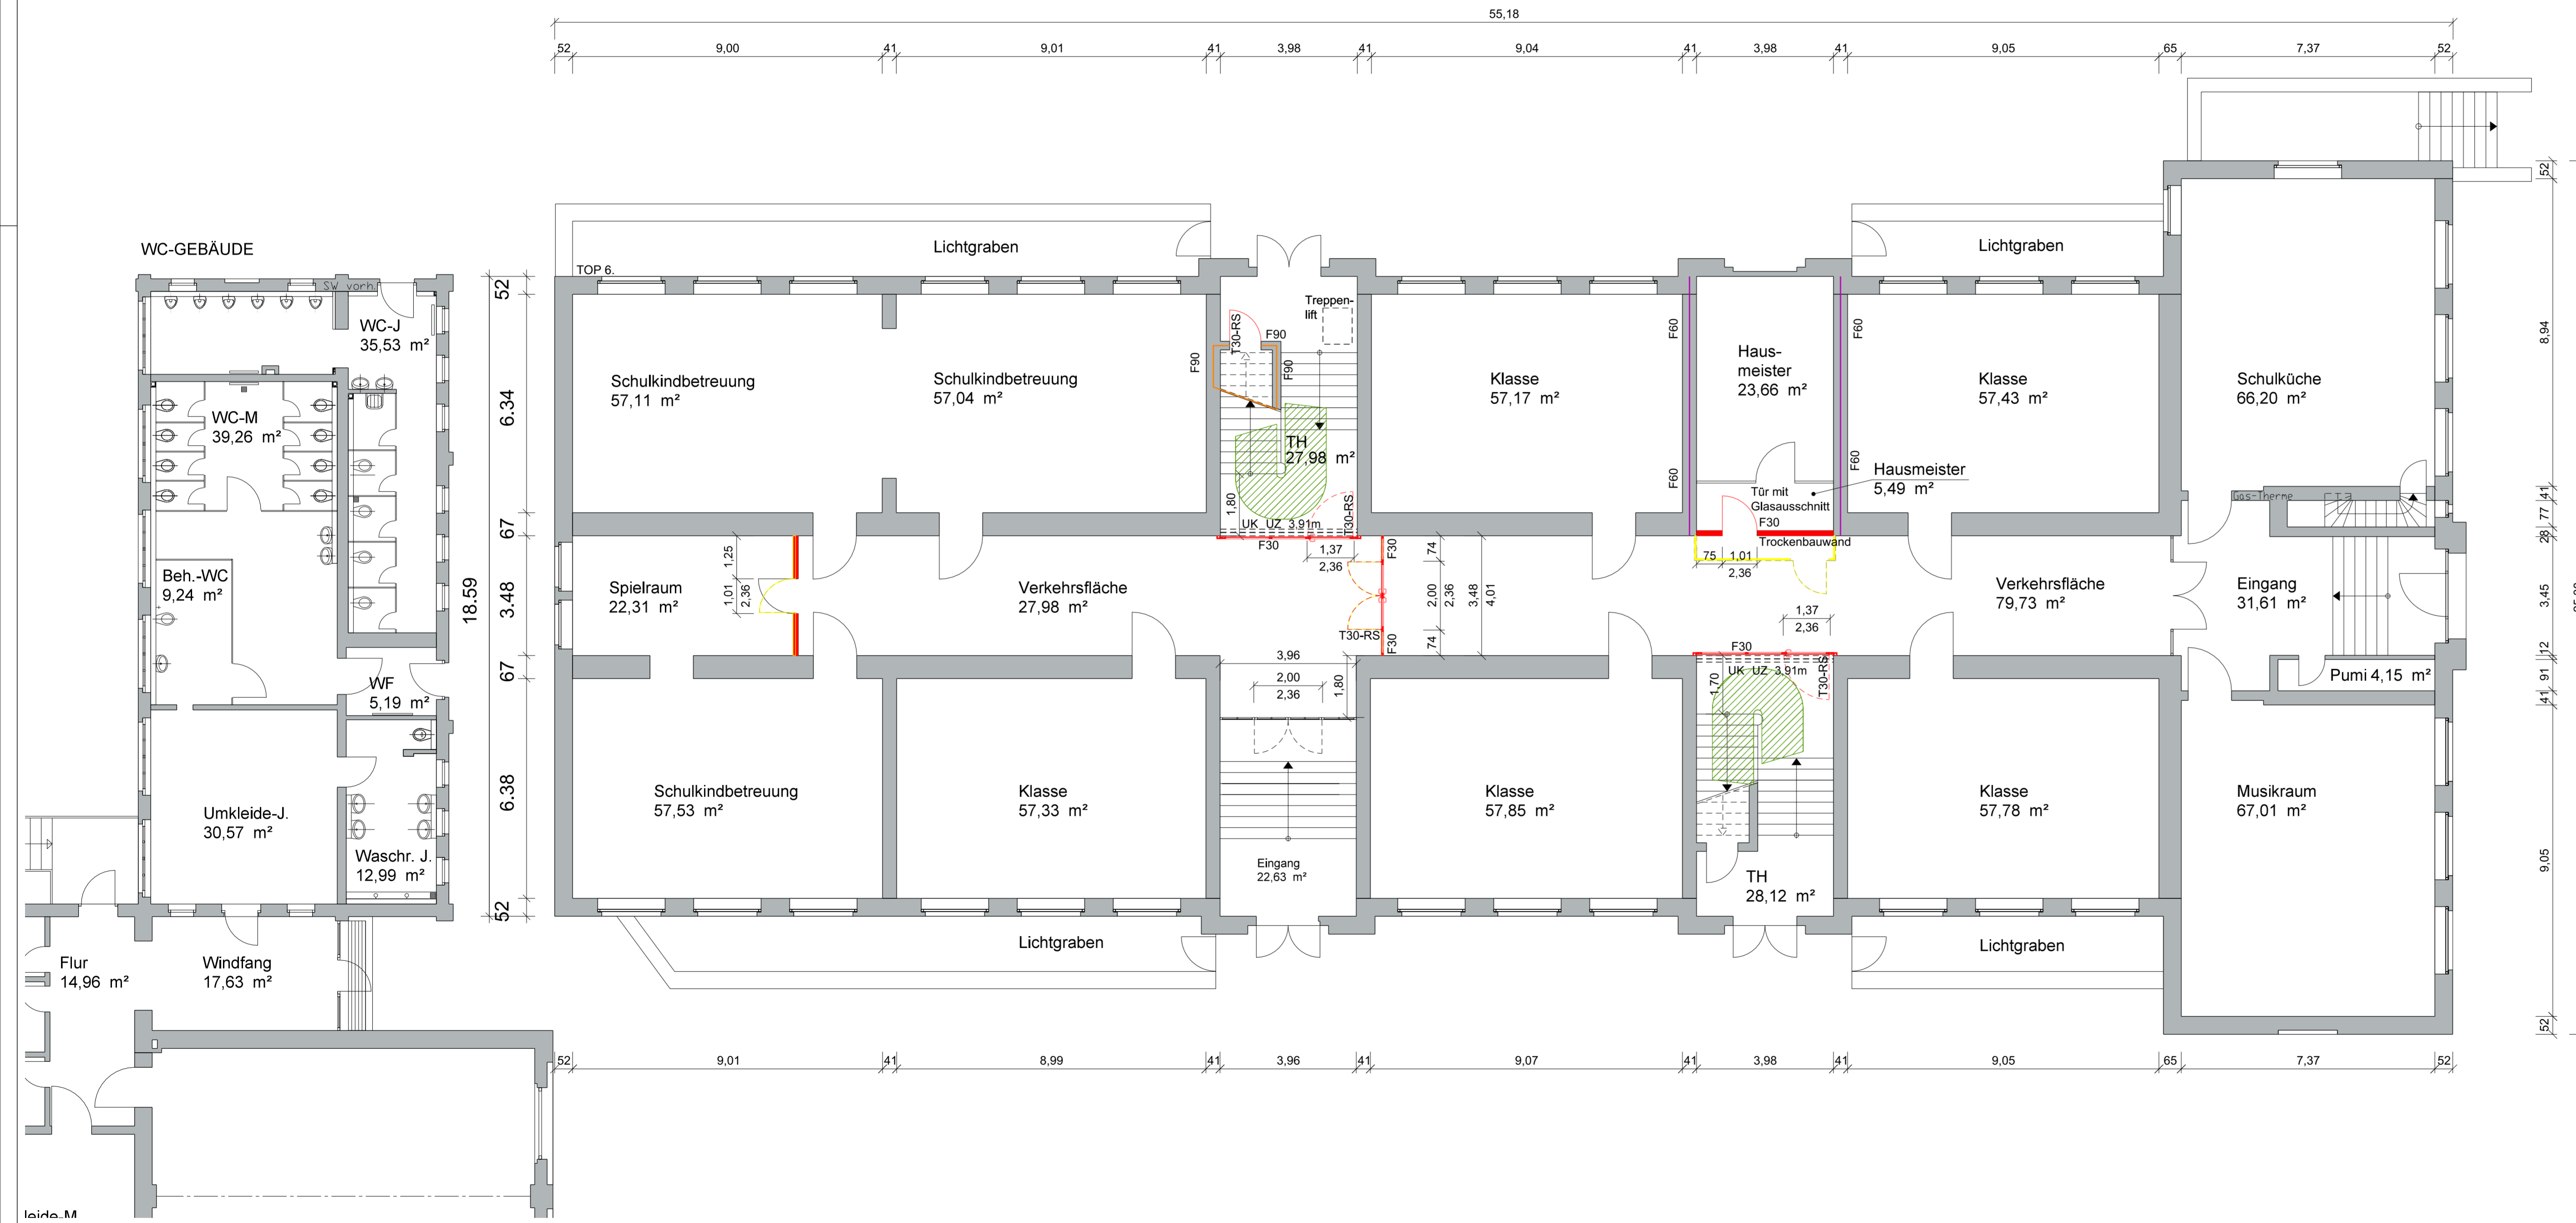 55,18
52 9,00 41 9,01 41 3,98 41 9,04 41 3,98 41 9,05 65 7,37 52
WC-GEBÄUDE
SW vorh.
WC-J
35,53 m²
WC-M
39,26 m²
Beh.-WC
9,24 m²
WF
5,19 m²
Umkleide-J.
30,57 m²
Waschr. J.
12,99 m²
Flur
14,96 m²
Windfang
17,63 m²
52
6.34
67
3.48
67
6.38
52
18.59
Lichtgraben
TOP 6.
Schulkindbetreuung
57,11 m²
Schulkindbetreuung
57,04 m²
T30-RS
F90
F90
F90
Treppen-
lift
TH
27,98 m²
1,80
UK UZ 3.91m
T30-RS
F30
1,37
2,36
Klasse
57,17 m²
F60
F60
Haus-
meister
23,66 m²
Tür mit
Glasausschnitt
F30
Trockenbauwand
75 1,01
2,36
F60
F60
Hausmeister
5,49 m²
Lichtgraben
Klasse
57,43 m²
Schulküche
66,20 m²
Gas-Therme
Spielraum
22,31 m²
1,25
1,01
2,36
Verkehrsfläche
27,98 m²
F30
T30-RS
F30
74
2,00
2,36
74
3,48
4,01
Verkehrsfläche
79,73 m²
1,37
2,36
Eingang
31,61 m²
Pumi 4,15 m²
3,96
2,00
2,36
1,80
F30
UK UZ 3.91m
T30-RS
1,70
Schulkindbetreuung
57,53 m²
Klasse
57,33 m²
Eingang
22,63 m²
Klasse
57,85 m²
TH
28,12 m²
Klasse
57,78 m²
Musikraum
67,01 m²
Lichtgraben
Lichtgraben
52
8,94
41
77
28
3,45
12
91
41
9,05
52
52 9,01 41 8,99 41 3,96 41 9,07 41 3,98 41 9,05 65 7,37 52